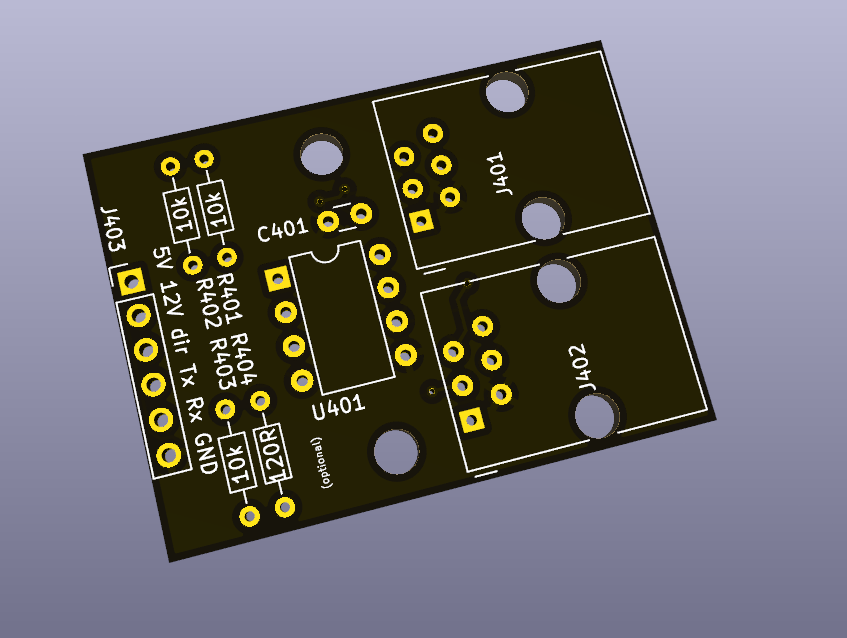 J401
C401
10k
10k
J403
5V 12V dir Tx Rx GND
R401 R404
R402 R403
U401
J402
10k
120R
(optional)